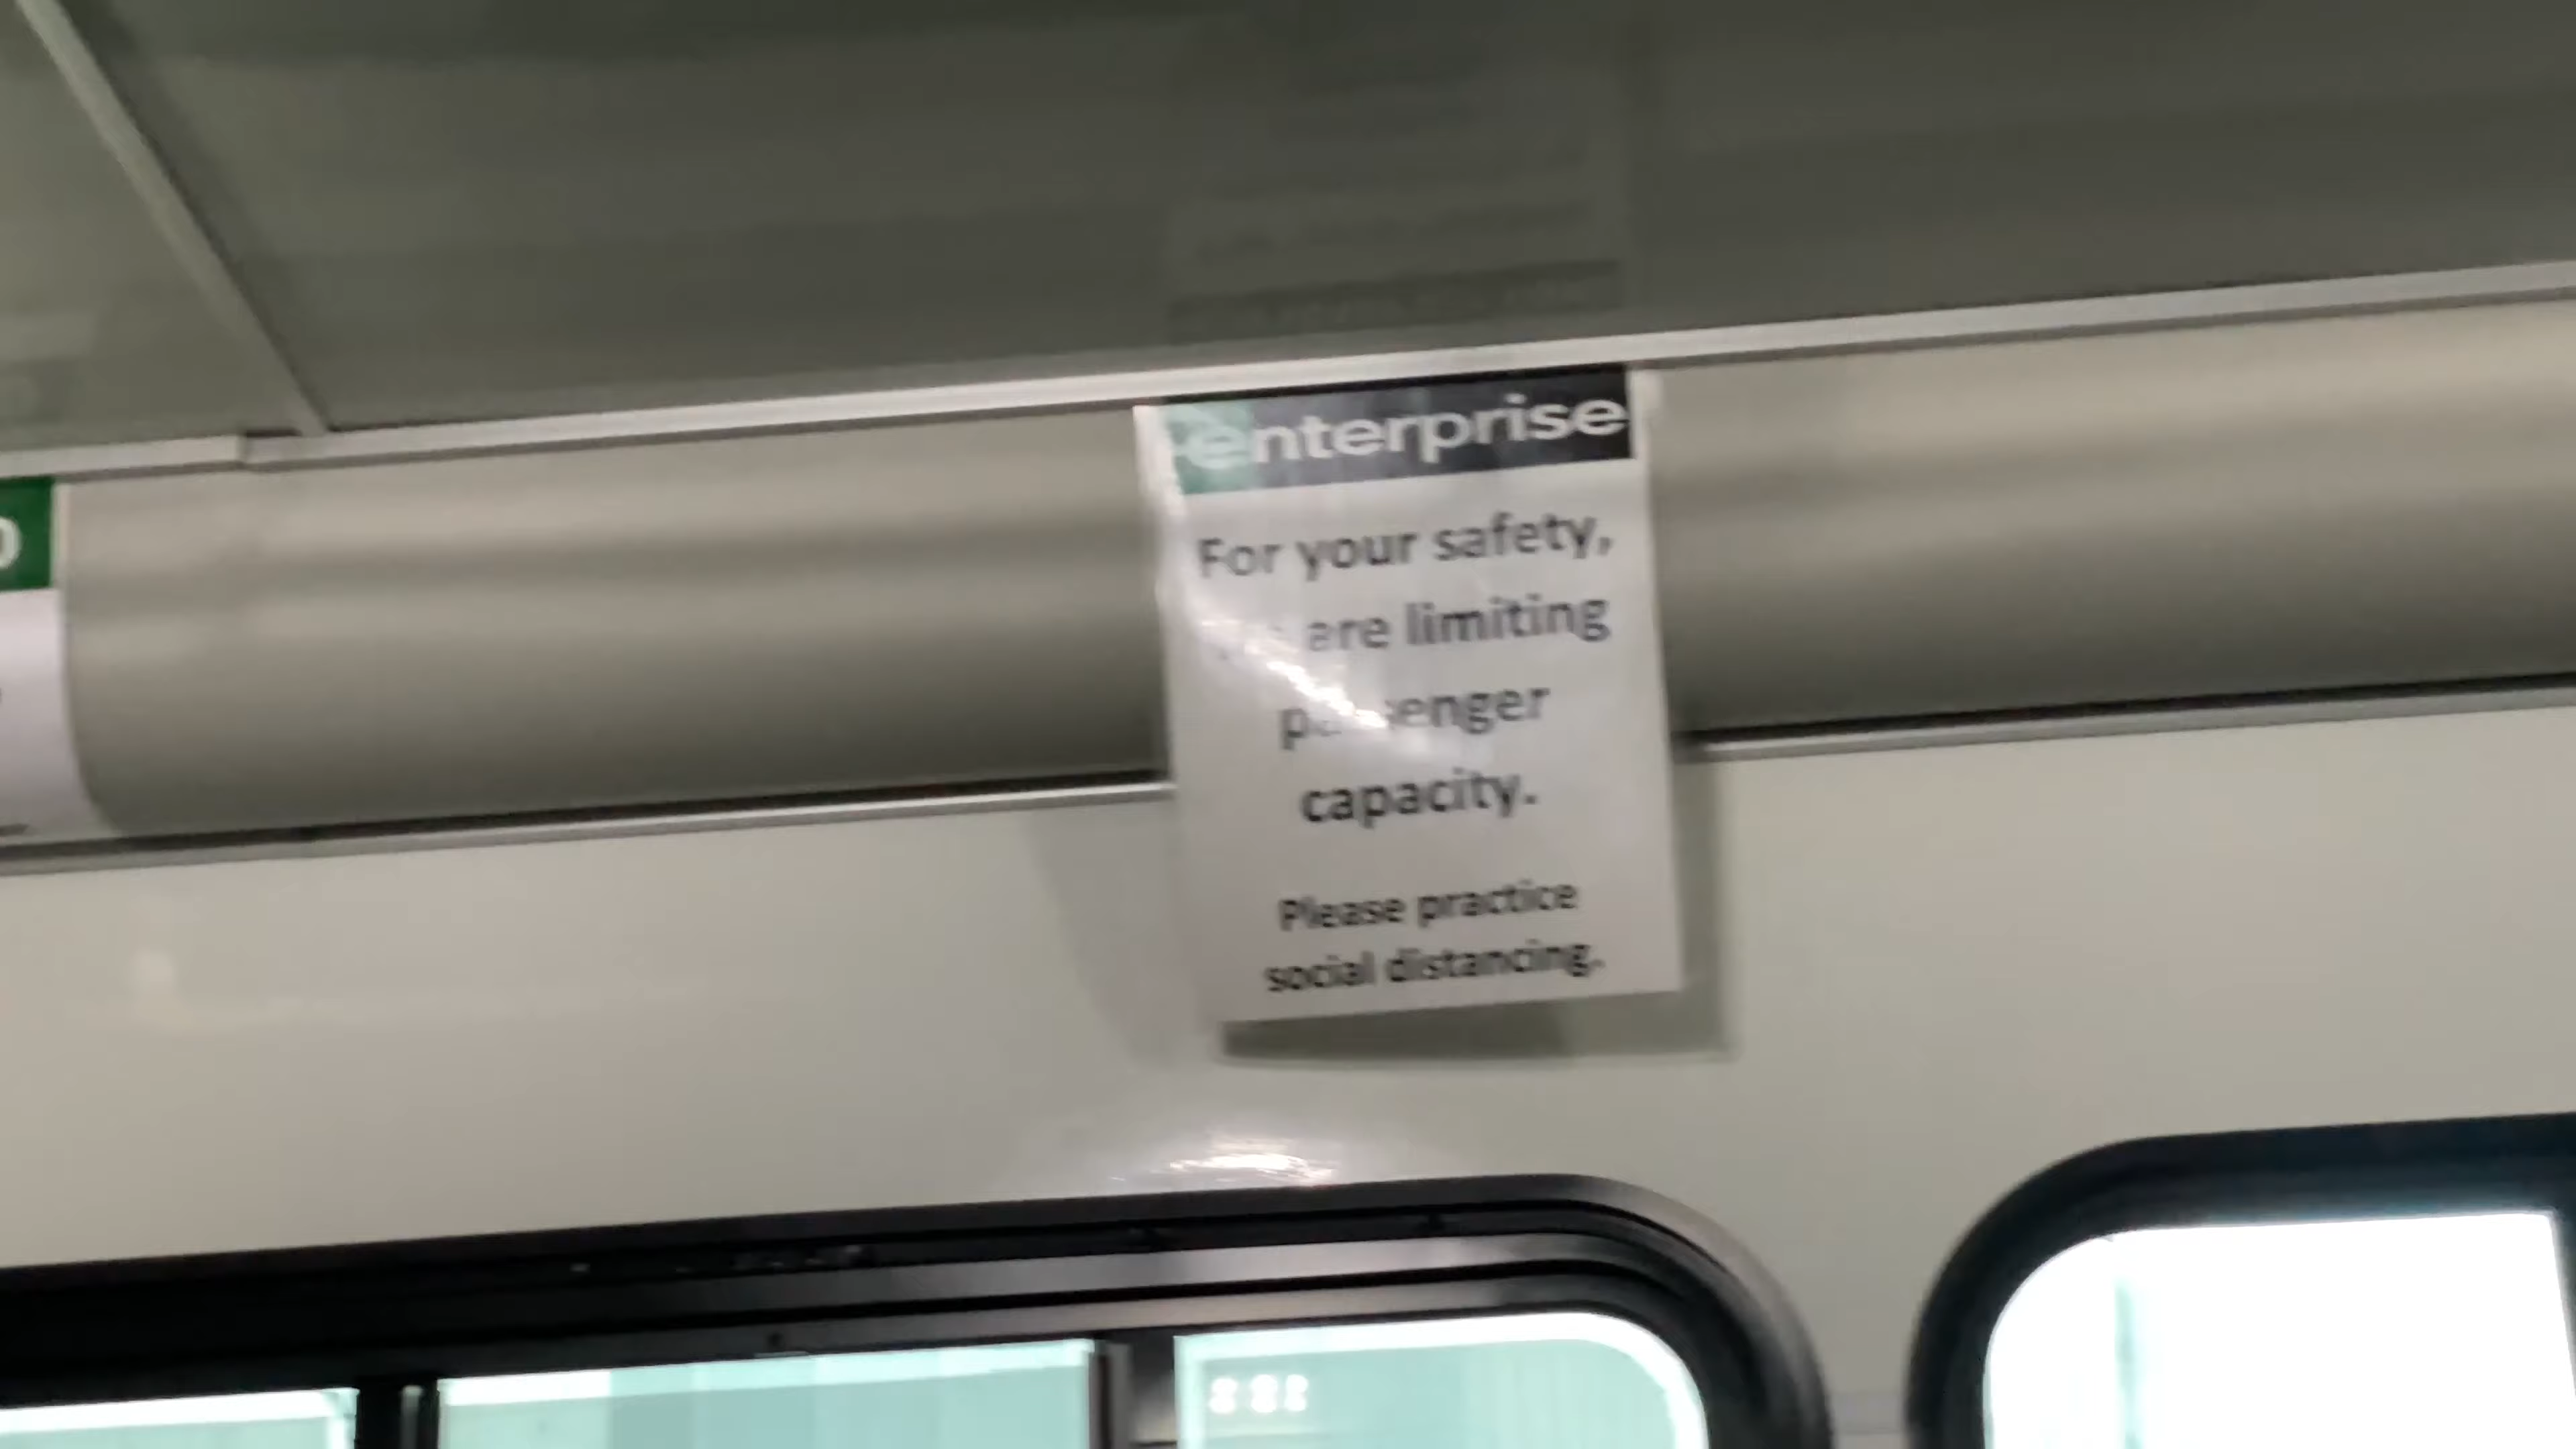 enterprise
For your safety,
are limiting
passenger
capacity.
Please practice
social distancing.